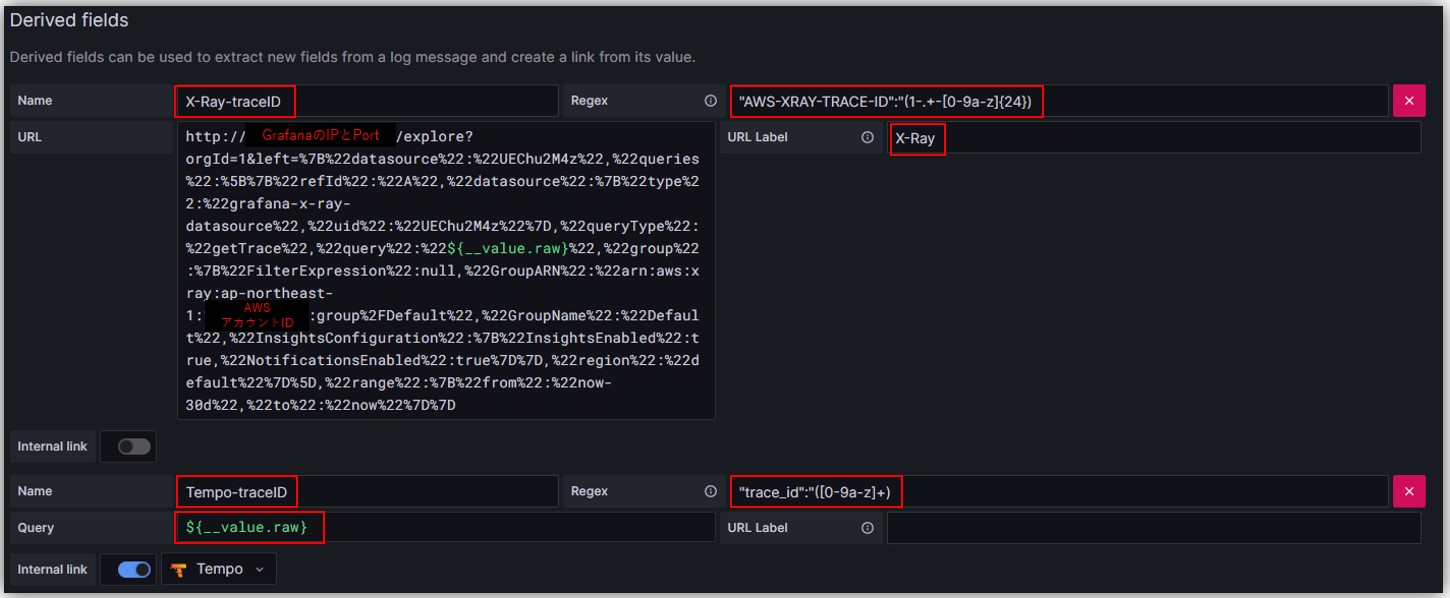 Derived fields
Derived fields can be used to extract new fields from a log message and create a link from its value.
Name X-Ray-traceID Regex "AWS-XRAY-TRACE-ID":"(1-.+-[0-9a-z]{24})
URL http:// GrafanaのIPとPort /explore? URL Label X-Ray
orgId=1&left=%7B%22datasource%22:%22UEChu2M4z%22,%22queries
%22:%5B%7B%22refId%22:%22A%22,%22datasource%22:%7B%22type%2
2:%22grafana-x-ray-
datasource%22,%22uid%22:%22UEChu2M4z%22%7D,%22queryType%22:
%22getTrace%22,%22query%22:%22${__value.raw}%22,%22group%22
:%7B%22FilterExpression%22:null,%22GroupARN%22:%22arn:aws:x
ray:ap-northeast-
1: AWS アカウントID :group%2FDefault%22,%22GroupName%22:%22Defaul
t%22,%22InsightsConfiguration%22:%7B%22InsightsEnabled%22:t
rue,%22NotificationsEnabled%22:true%7D%7D,%22region%22:%22d
efault%22%7D%5D,%22range%22:%7B%22from%22:%22now-
30d%22,%22to%22:%22now%22%7D%7D
Internal link
Name Tempo-traceID Regex "trace_id":"([0-9a-z]+)
Query ${__value.raw} URL Label
Internal link Tempo